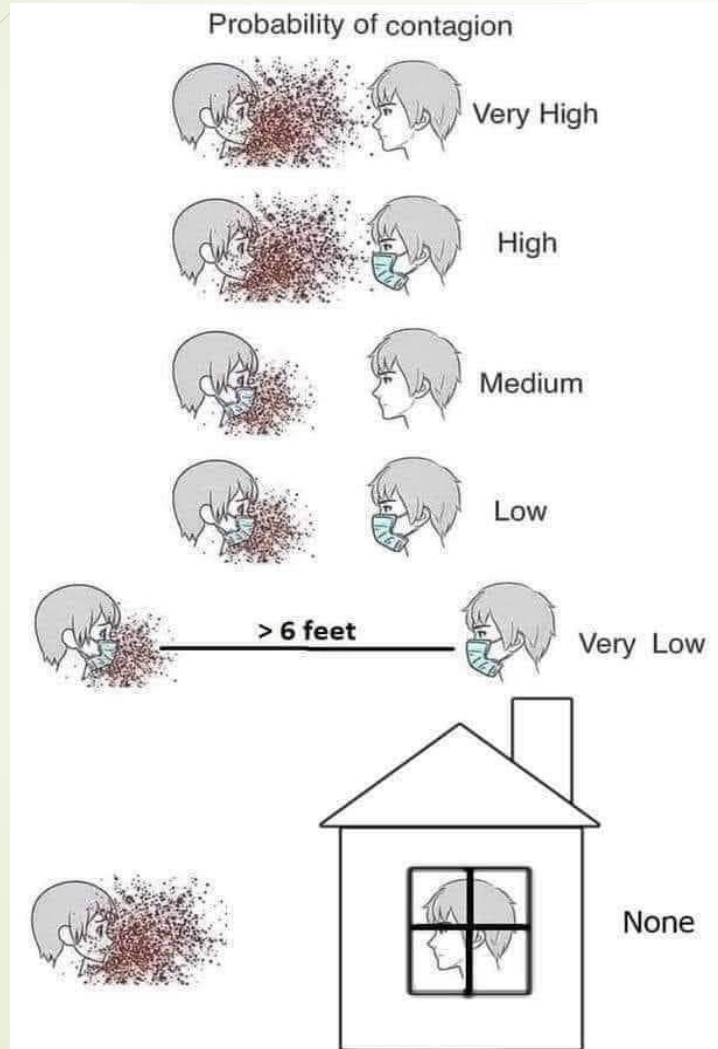 Probability of contagion
Very High
High
Medium
Low
> 6 feet
Very Low
None